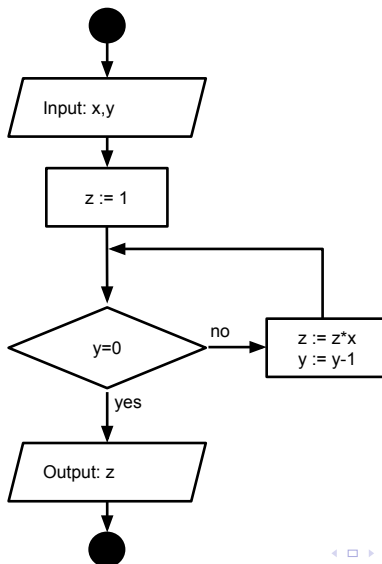 Input: x,y
z := 1
y=0
no
z := z*x
y := y-1
yes
Output: z